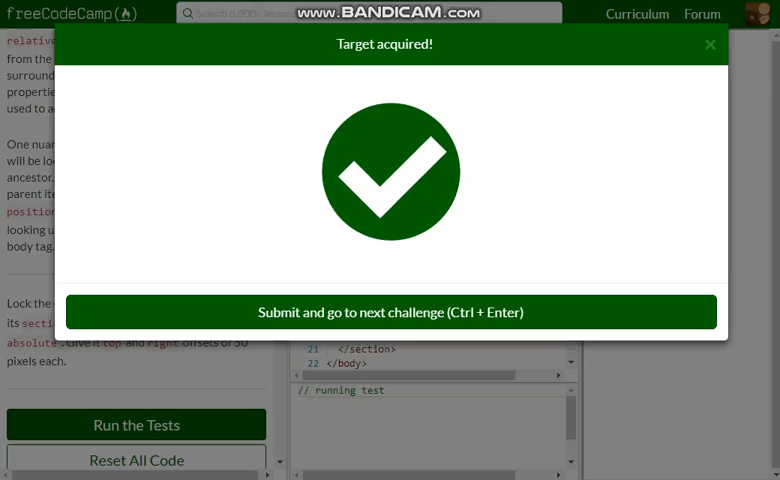 freeCodeCamp
www.BANDICAM.com
Curriculum
Forum
Target acquired!
×
relative
from the
surround
properti
used to a
One nuan
will be lo
ancestor.
parent ite
position
looking u
body tag.
Submit and go to next challenge (Ctrl + Enter)
Lock the
its secti
absolute. Give it top and right offsets of 50
pixels each.
21 </section>
22 </body>
// running test
Run the Tests
Reset All Code